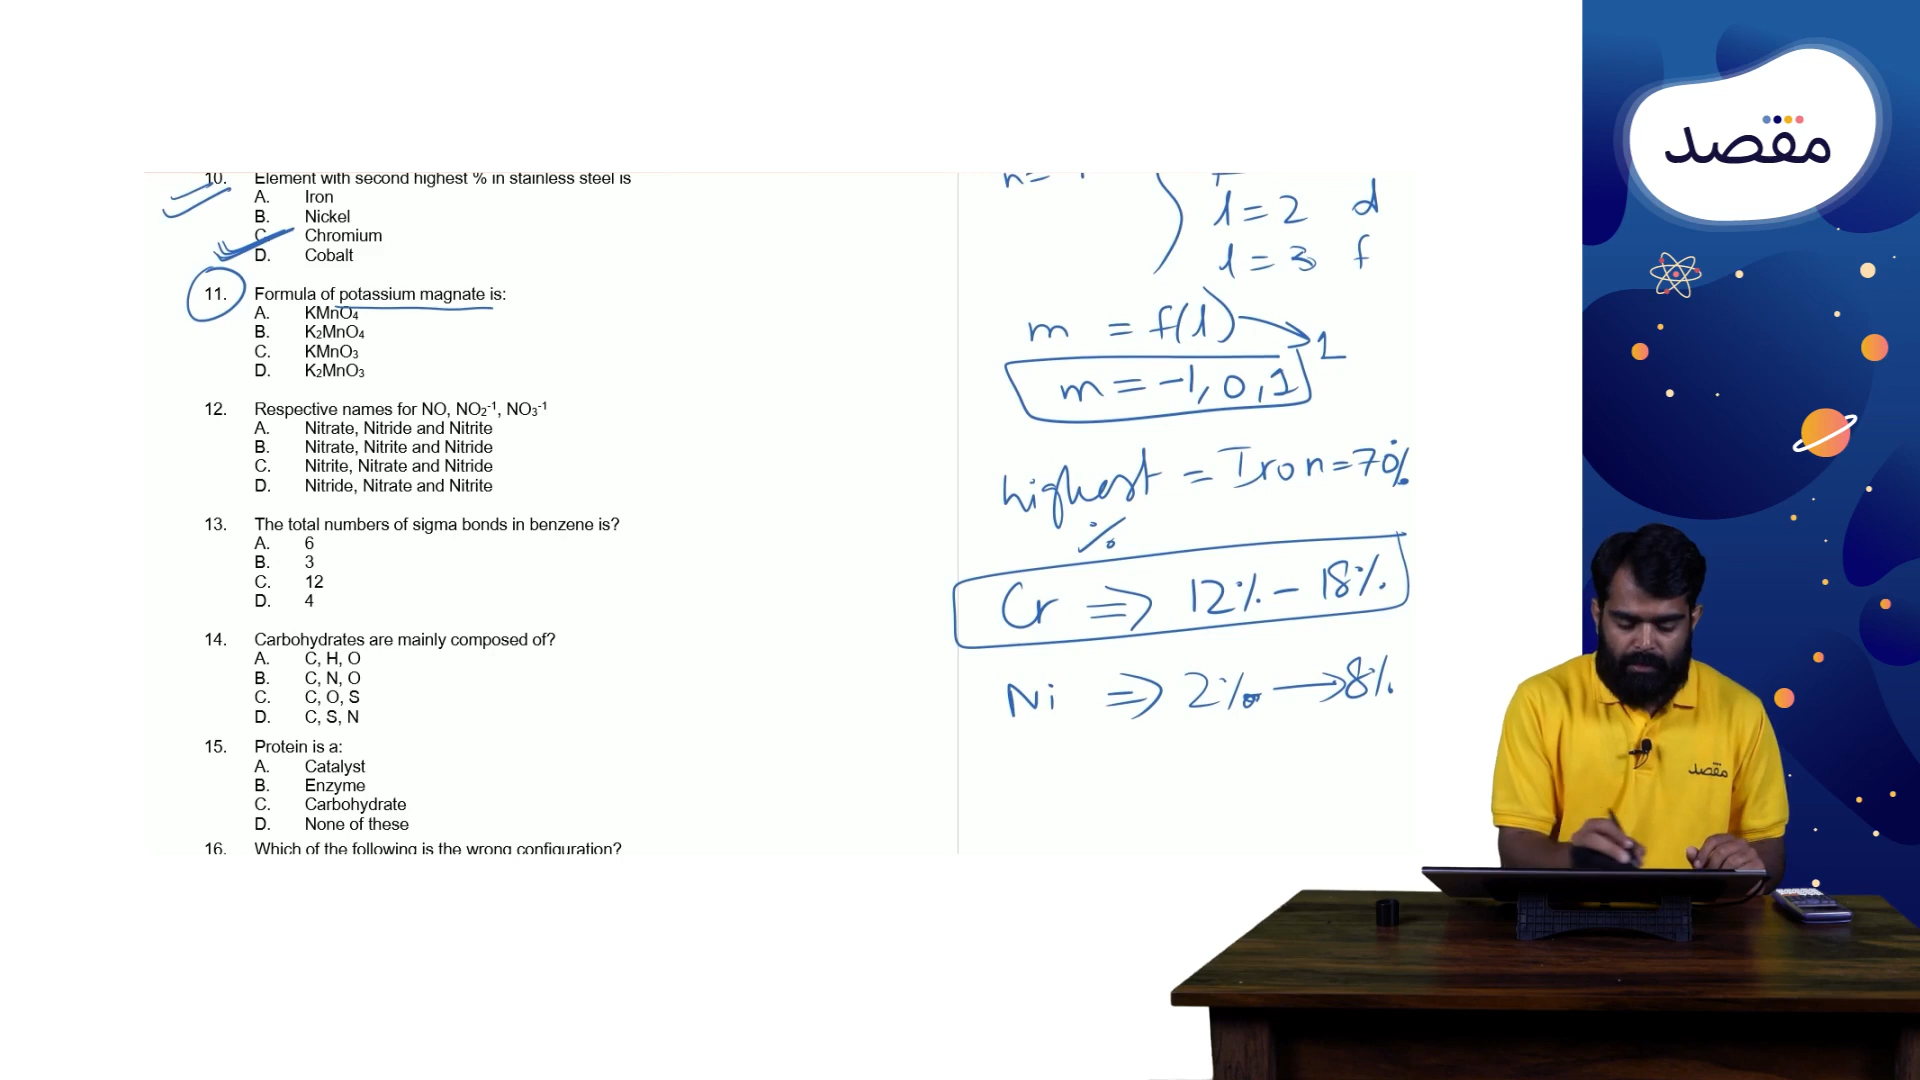 10. Element with second highest % in stainless steel is
A. Iron
B. Nickel
C. Chromium
D. Cobalt
11. Formula of potassium magnate is:
A. KMnO₄
B. K₂MnO₄
C. KMnO₃
D. K₂MnO₃
12. Respective names for NO, NO₂⁻¹, NO₃⁻¹
A. Nitrate, Nitride and Nitrite
B. Nitrate, Nitrite and Nitride
C. Nitrite, Nitrate and Nitride
D. Nitride, Nitrate and Nitrite
13. The total numbers of sigma bonds in benzene is?
A. 6
B. 3
C. 12
D. 4
14. Carbohydrates are mainly composed of?
A. C, H, O
B. C, N, O
C. C, O, S
D. C, S, N
15. Protein is a:
A. Catalyst
B. Enzyme
C. Carbohydrate
D. None of these
16. Which of the following is the wrong configuration?
l = 2 d
l = 3 f
m = f(l) → 1
m = -1, 0, 1
highest = Iron = 70%
%
Cr ⇒ 12% - 18%
Ni ⇒ 2% → 8%
مقصد
مقصد